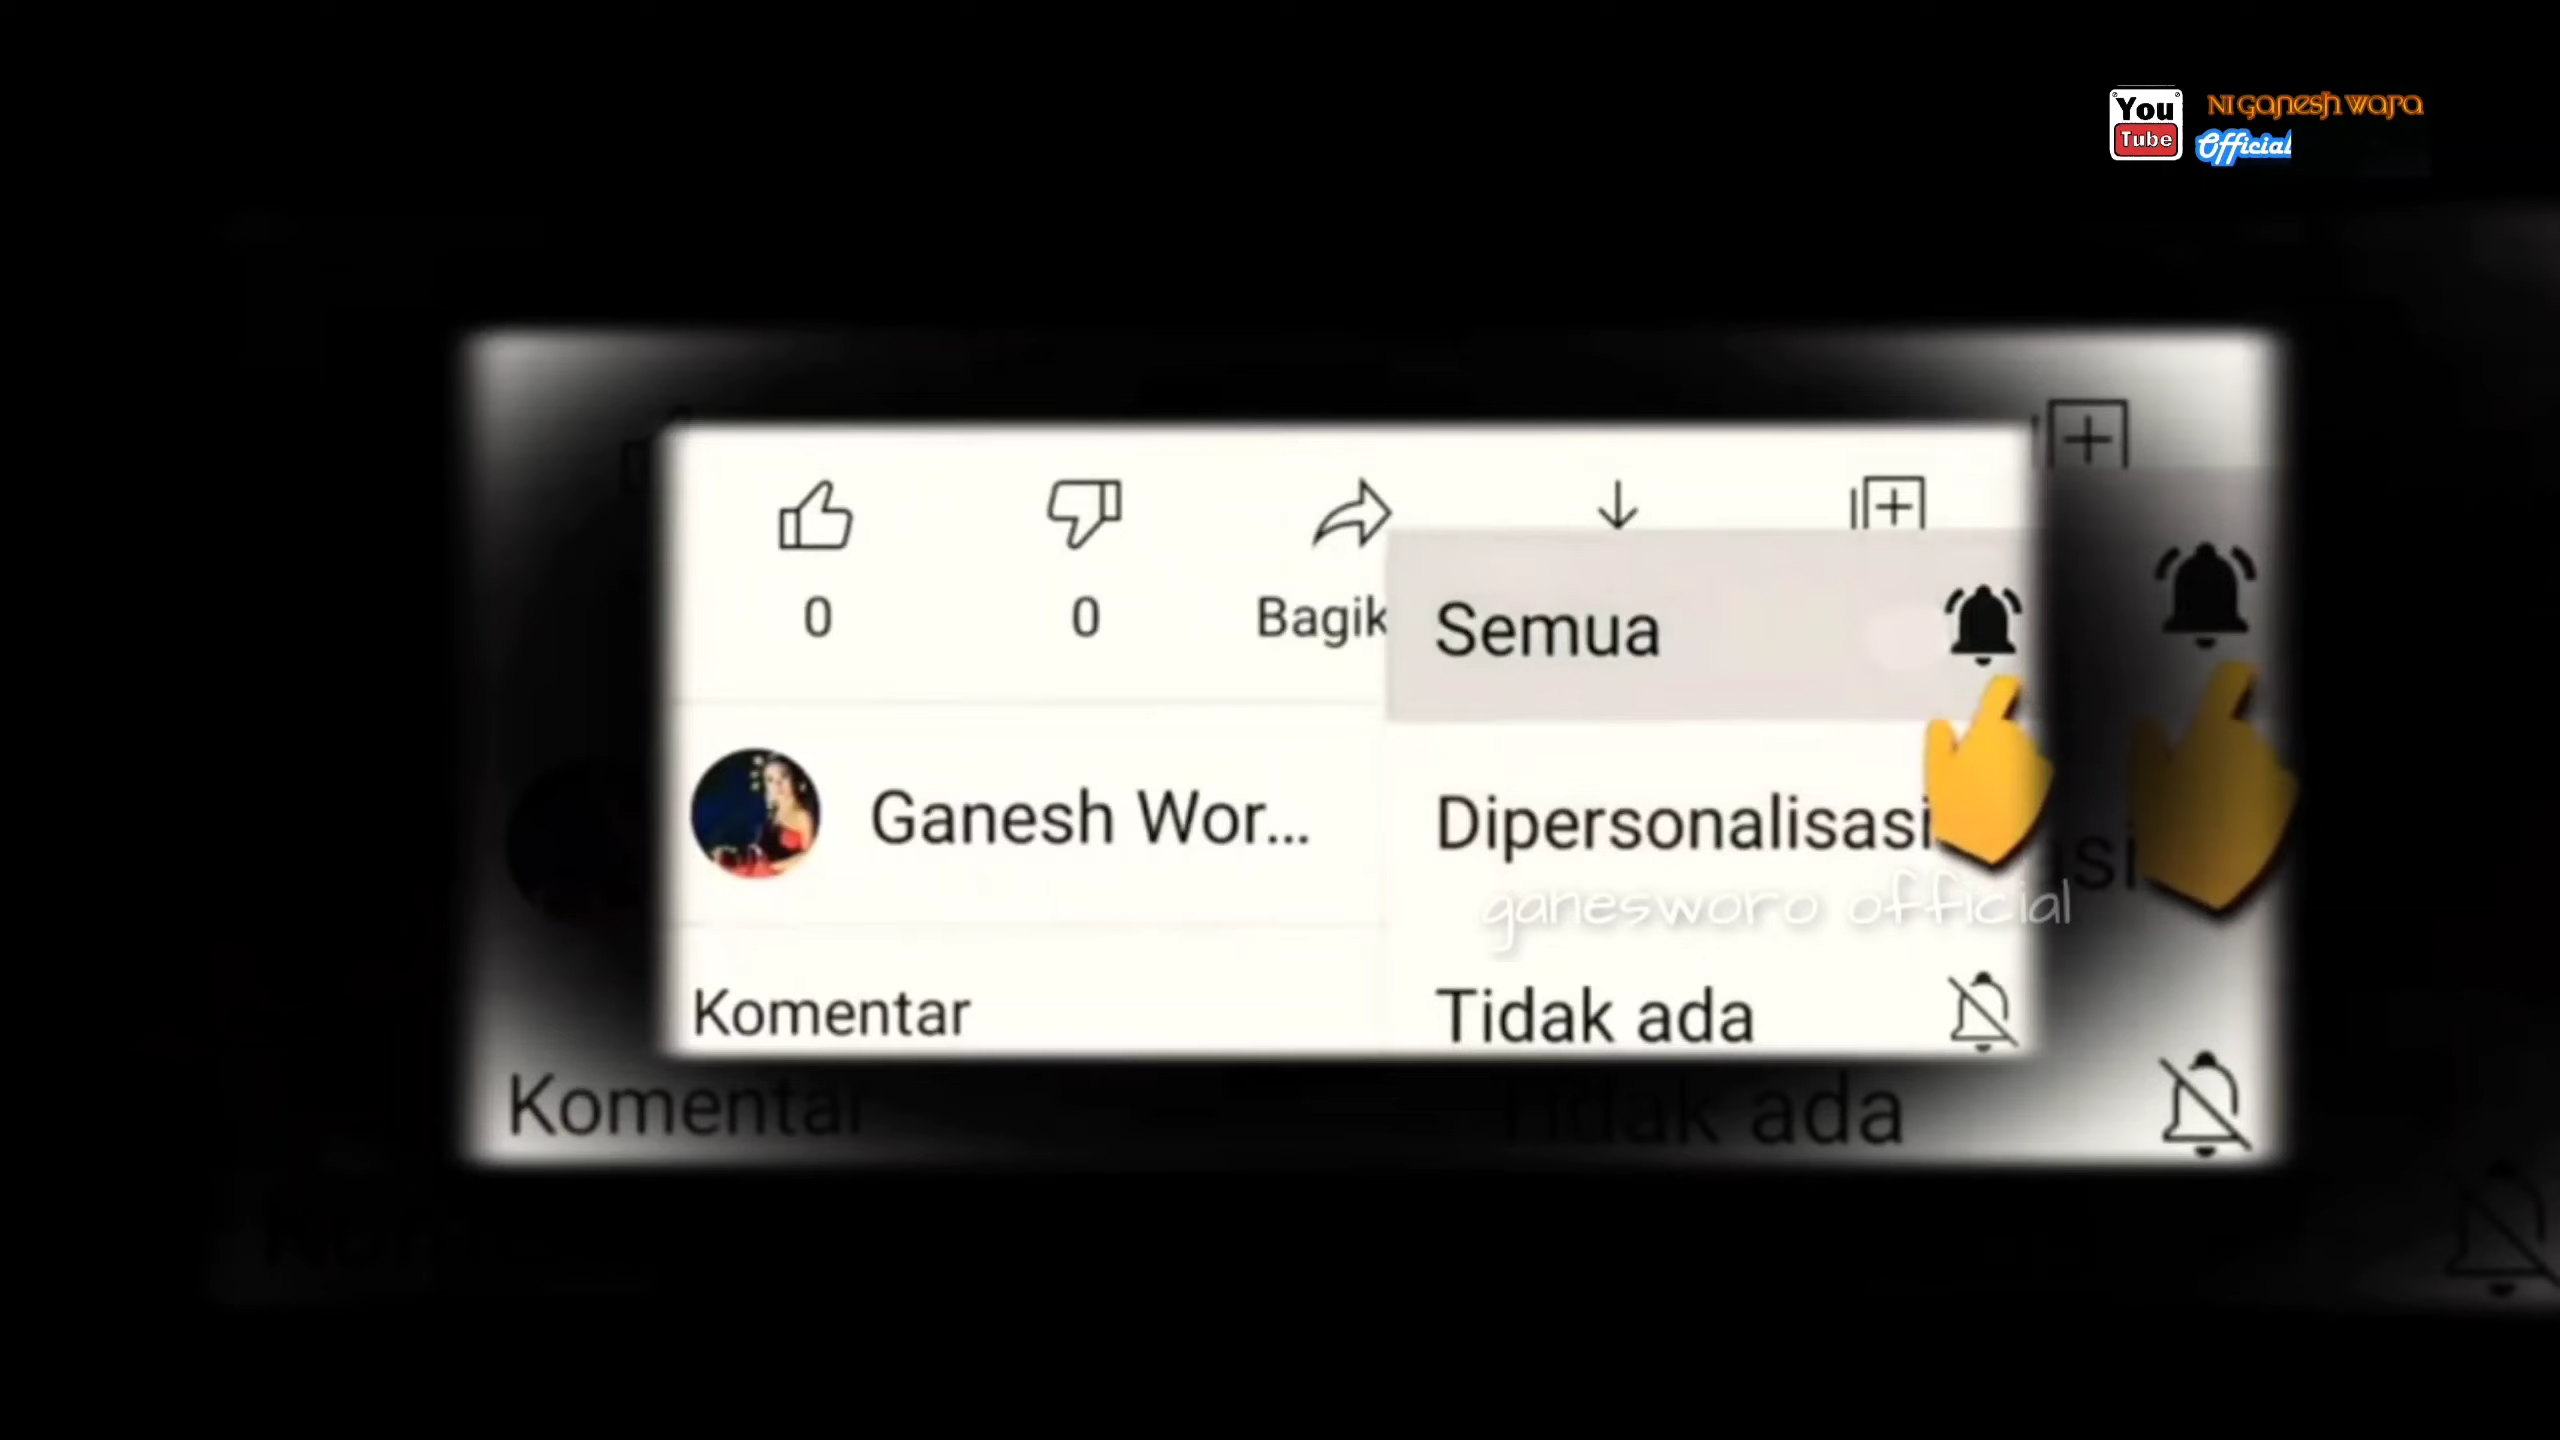 You
Tube
NI Ganesh wara
Official
0
0
Bagik
Semua
Ganesh Wor...
Dipersonalisasi
ganesworo official
Komentar
Tidak ada
Komentar
Tidak ada
asi